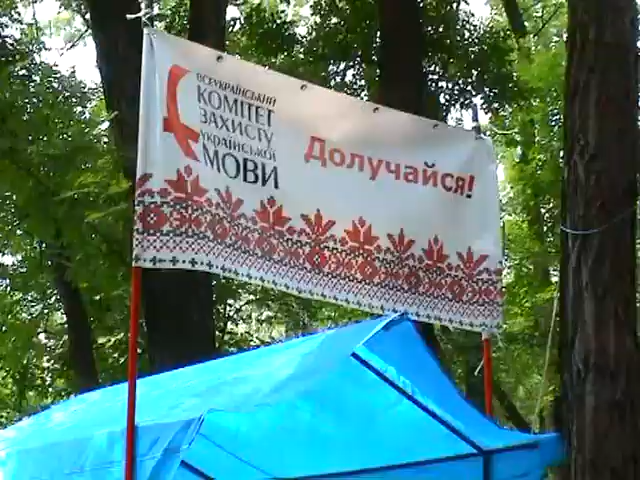 ВСЕУКРАЇНСЬКИЙ
КОМІТЕТ
ЗАХИСТУ
УКРАЇНСЬКОЇ
МОВИ
Долучайся!